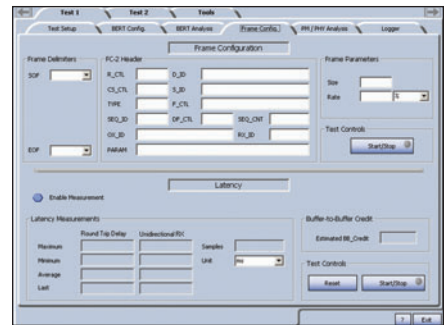 Test 1 Test 2 Tools
Test Setup BERT Config. BERT Analysis Frame Config. PM / PHY Analysis Logger
Frame Configuration
Frame Delimiters
SOF
EOF
FC-2 Header
R_CTL D_ID
CS_CTL S_ID
TYPE F_CTL
SEQ_ID DF_CTL SEQ_CNT
OX_ID RX_ID
PARAM
Frame Parameters
Size
Rate %
Test Controls
Start/Stop
Latency
Enable Measurement
Latency Measurements
Round Trip Delay Unidirectional RX
Maximum Samples
Minimum Unit ms
Average
Last
Buffer-to-Buffer Credit
Estimated BB_Credit
Test Controls
Reset Start/Stop
? Exit